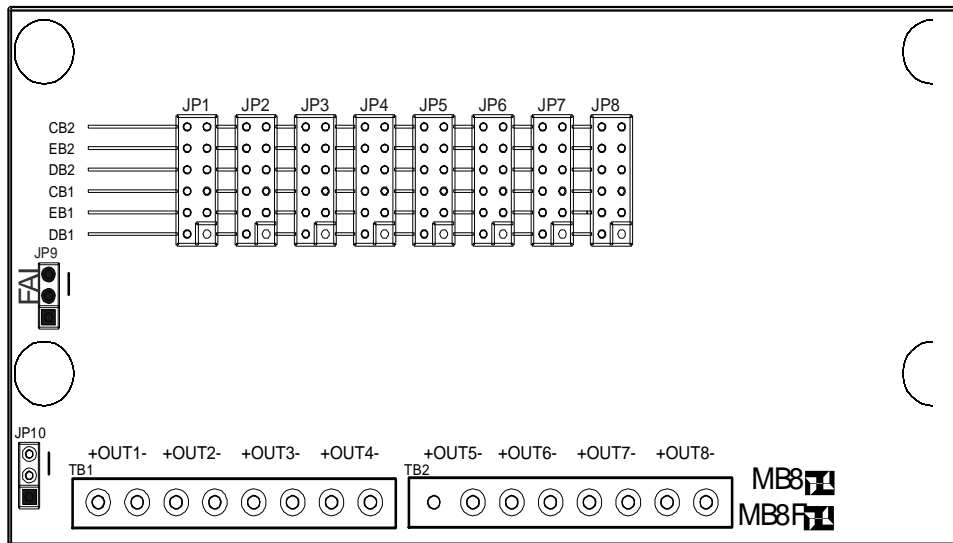 JP1 JP2 JP3 JP4 JP5 JP6 JP7 JP8
CB2
EB2
DB2
CB1
EB1
DB1
JP9
FAI
JP10
+OUT1- +OUT2- +OUT3- +OUT4- +OUT5- +OUT6- +OUT7- +OUT8-
TB1 TB2
MB8
MB8F